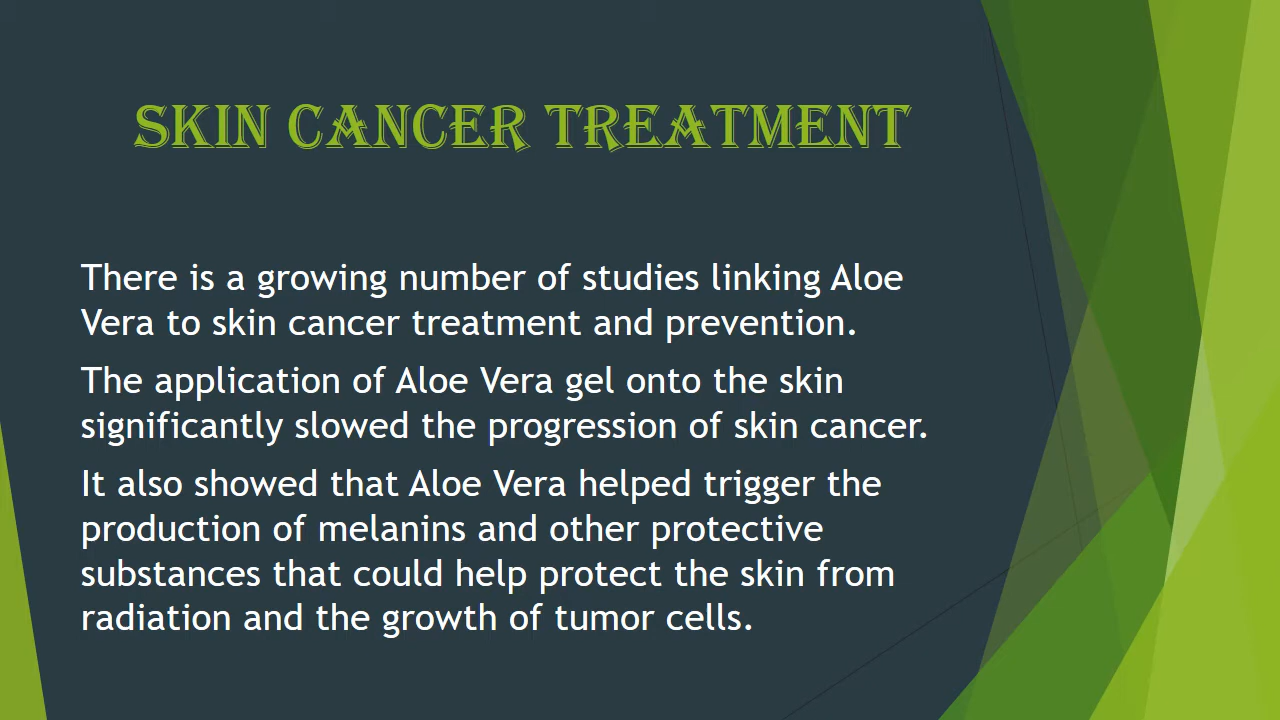 SKIN CANCER TREATMENT
There is a growing number of studies linking Aloe
Vera to skin cancer treatment and prevention.
The application of Aloe Vera gel onto the skin
significantly slowed the progression of skin cancer.
It also showed that Aloe Vera helped trigger the
production of melanins and other protective
substances that could help protect the skin from
radiation and the growth of tumor cells.